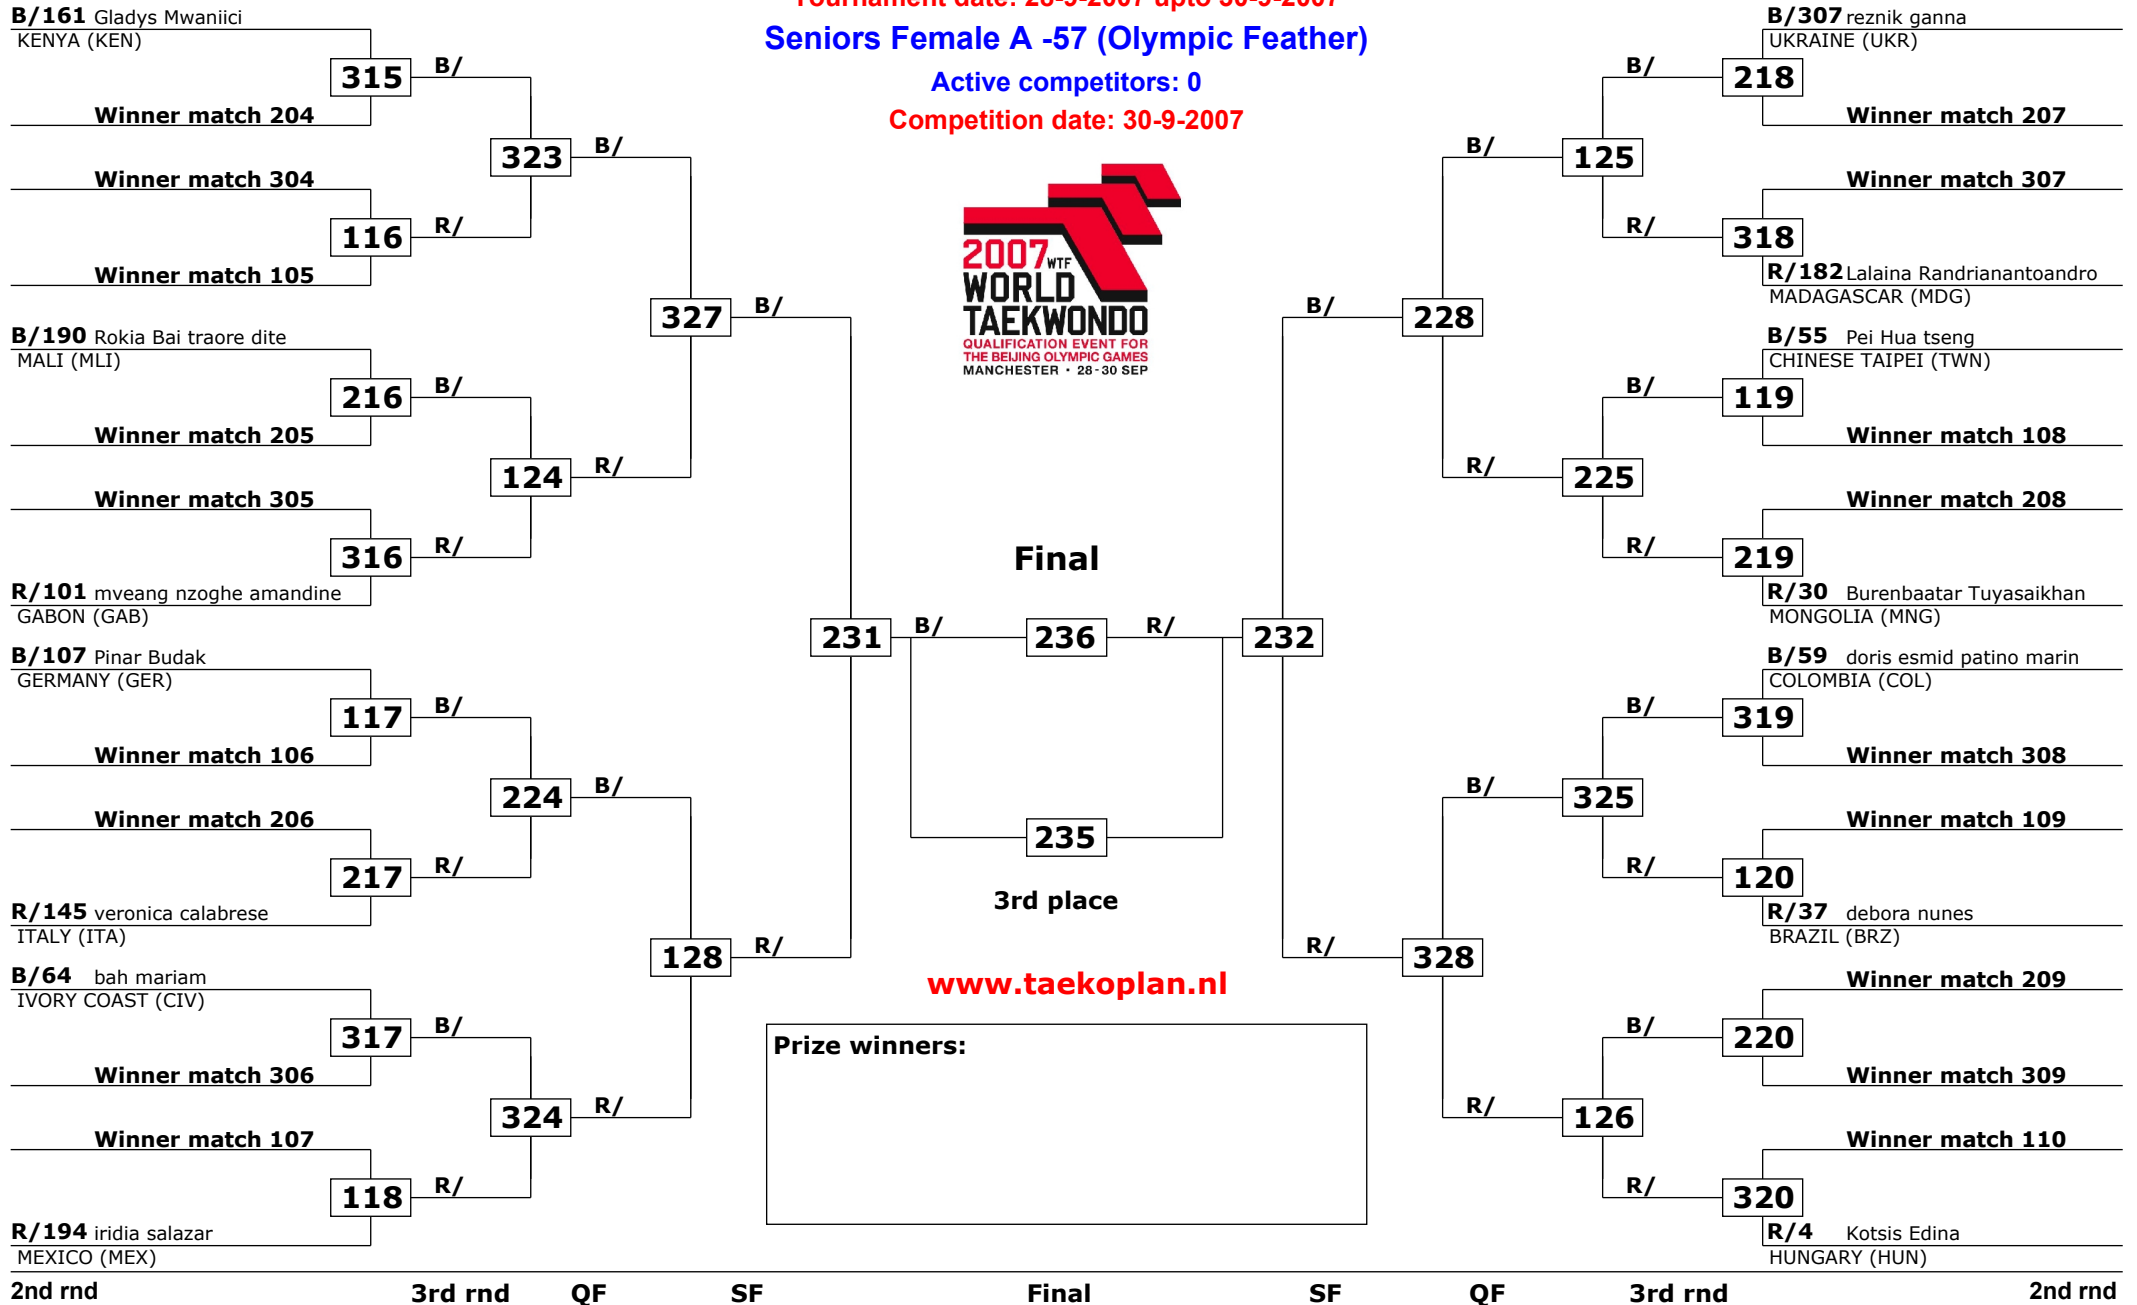 Tournament date: 28-9-2007 upto 30-9-2007
Seniors Female A -57 (Olympic Feather)
Active competitors: 0
Competition date: 30-9-2007
2007 WTF
WORLD
TAEKWONDO
QUALIFICATION EVENT FOR
THE BEIJING OLYMPIC GAMES
MANCHESTER • 28-30 SEP
B/161 Gladys Mwaniici
KENYA (KEN)
315 B/
Winner match 204
323 B/
Winner match 304
116 R/
Winner match 105
327 B/
B/190 Rokia Bai traore dite
MALI (MLI)
216 B/
Winner match 205
124 R/
Winner match 305
316 R/
R/101 mveang nzoghe amandine
GABON (GAB)
231 B/
B/107 Pinar Budak
GERMANY (GER)
117 B/
Winner match 106
224 B/
Winner match 206
217 R/
R/145 veronica calabrese
ITALY (ITA)
128 R/
B/64 bah mariam
IVORY COAST (CIV)
317 B/
Winner match 306
324 R/
Winner match 107
118 R/
R/194 iridia salazar
MEXICO (MEX)
Final
236
235
3rd place
www.taekoplan.nl
Prize winners:
B/307 reznik ganna
UKRAINE (UKR)
B/ 218
Winner match 207
B/ 125
Winner match 307
R/ 318
R/182 Lalaina Randrianantoandro
MADAGASCAR (MDG)
B/ 228
B/55 Pei Hua tseng
CHINESE TAIPEI (TWN)
B/ 119
Winner match 108
R/ 225
Winner match 208
R/ 219
R/30 Burenbaatar Tuyasaikhan
MONGOLIA (MNG)
R/ 232
B/59 doris esmid patino marin
COLOMBIA (COL)
B/ 319
Winner match 308
B/ 325
Winner match 109
R/ 120
R/37 debora nunes
BRAZIL (BRZ)
R/ 328
Winner match 209
B/ 220
Winner match 309
R/ 126
Winner match 110
R/ 320
R/4 Kotsis Edina
HUNGARY (HUN)
2nd rnd 3rd rnd QF SF Final SF QF 3rd rnd 2nd rnd